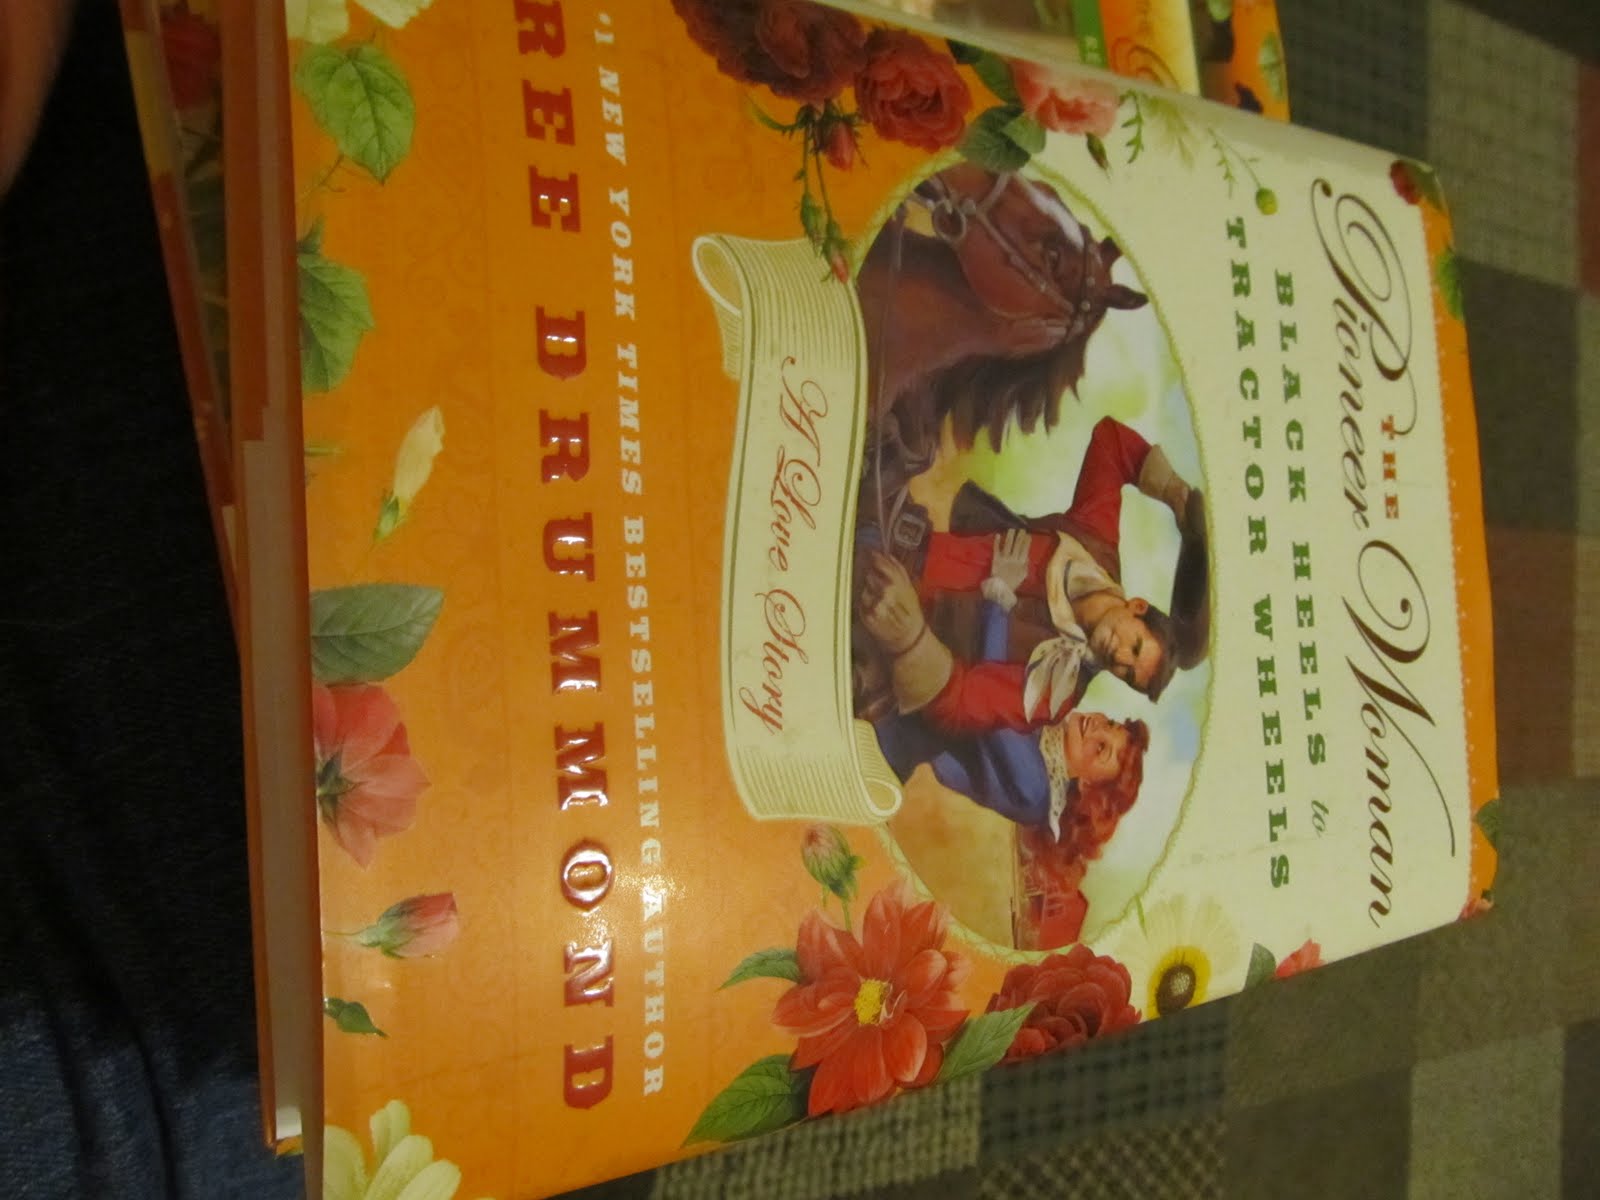 THE
Pioneer Woman
BLACK HEELS to
TRACTOR WHEELS
A Love Story
1 NEW YORK TIMES BESTSELLING AUTHOR
REE DRUMMOND